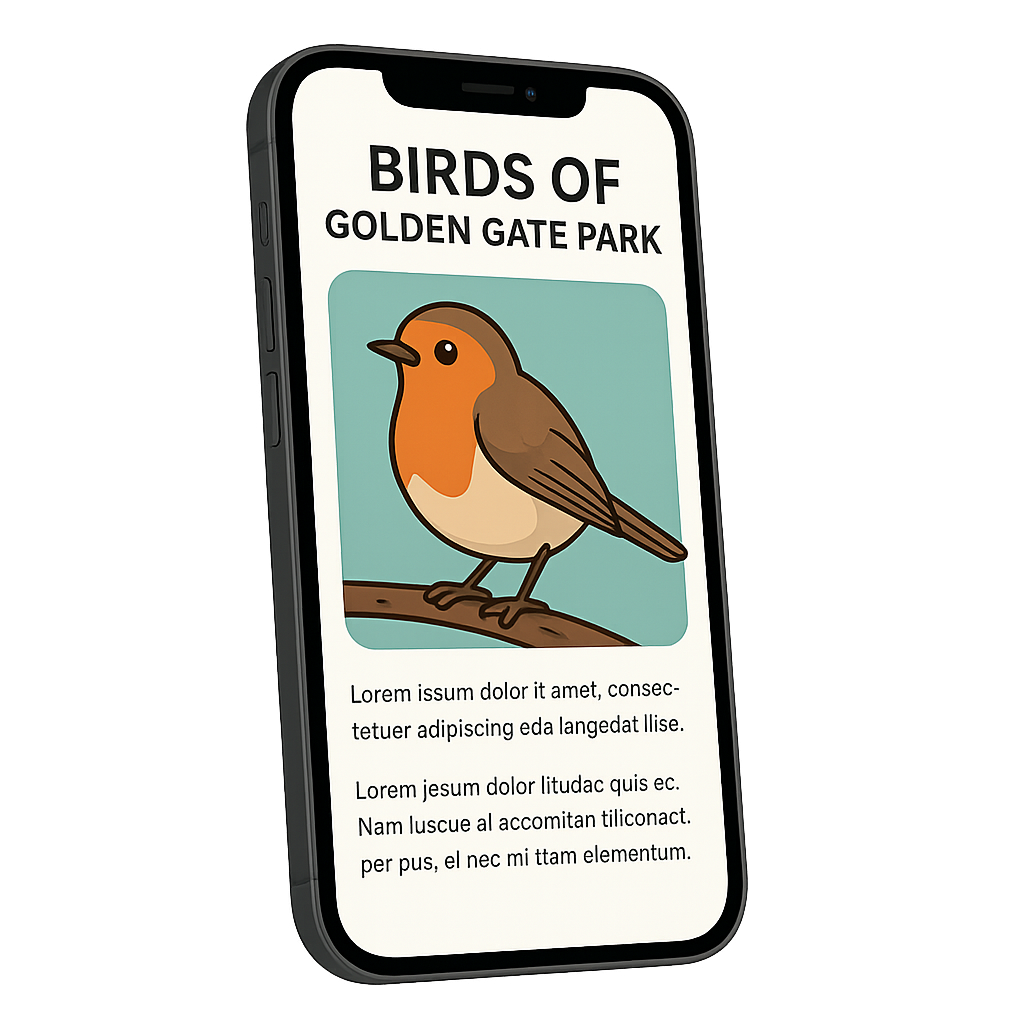 BIRDS OF
GOLDEN GATE PARK
Lorem issum dolor it amet, consec-
tetuer adipiscing eda langedat llise.
Lorem jesum dolor litudac quis ec.
Nam luscue al accomitan tiliconact.
per pus, el nec mi ttam elementum.